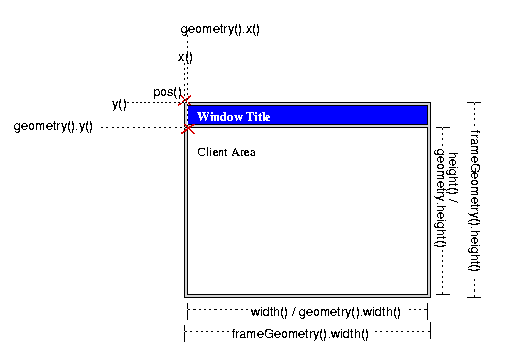 geometry().x()
x()
pos()
y()
Window Title
geometry().y()
Client Area
height() /
geometry.height()
frameGeometry().height()
width() / geometry().width()
frameGeometry().width()